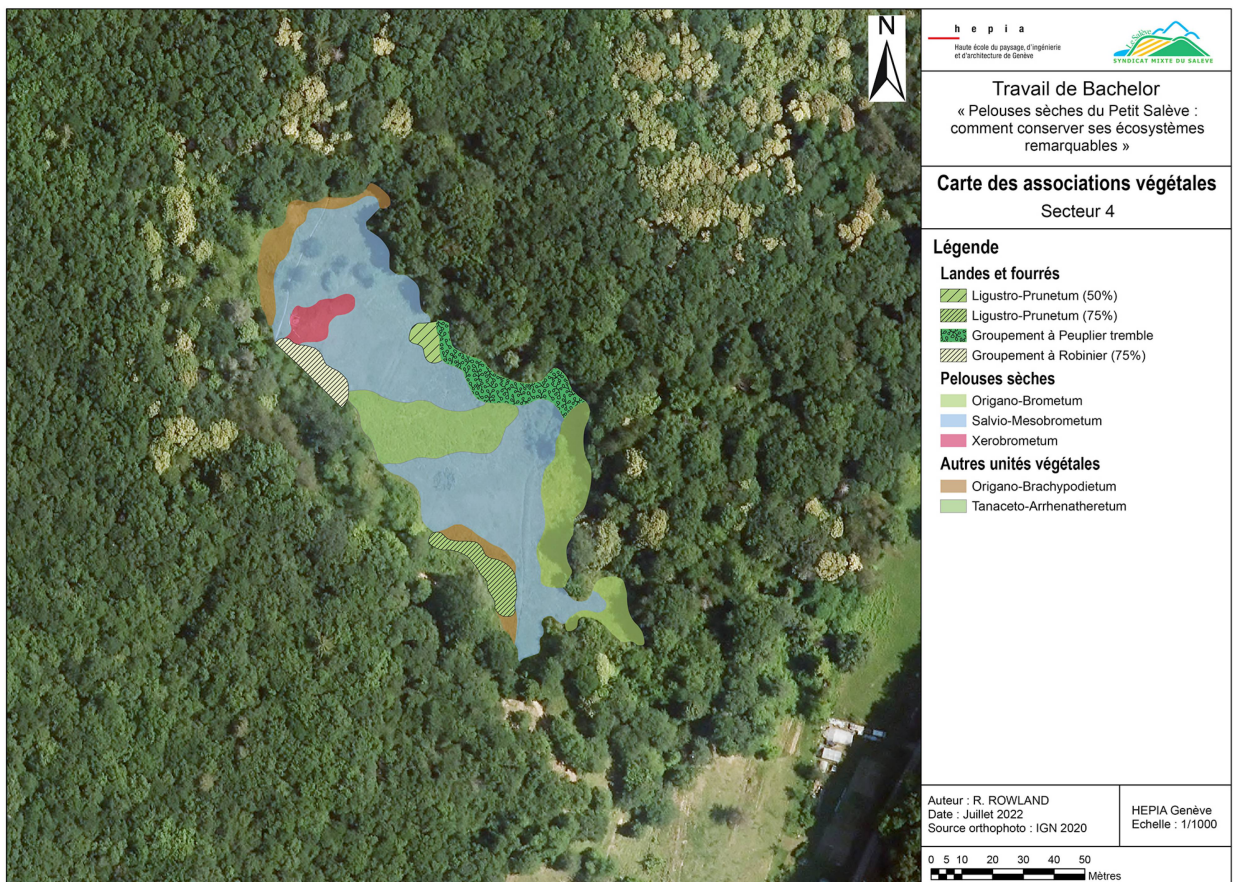 N
h e p i a
Haute école du paysage, d'ingénierie
et d'architecture de Genève
Le Salève
SYNDICAT MIXTE DU SALEVE
Travail de Bachelor
« Pelouses sèches du Petit Salève :
comment conserver ses écosystèmes
remarquables »
Carte des associations végétales
Secteur 4
Légende
Landes et fourrés
Ligustro-Prunetum (50%)
Ligustro-Prunetum (75%)
Groupement à Peuplier tremble
Groupement à Robinier (75%)
Pelouses sèches
Origano-Brometum
Salvio-Mesobrometum
Xerobrometum
Autres unités végétales
Origano-Brachypodietum
Tanaceto-Arrhenatheretum
Auteur : R. ROWLAND
Date : Juillet 2022
Source orthophoto : IGN 2020
HEPIA Genève
Echelle : 1/1000
0 5 10 20 30 40 50
Mètres